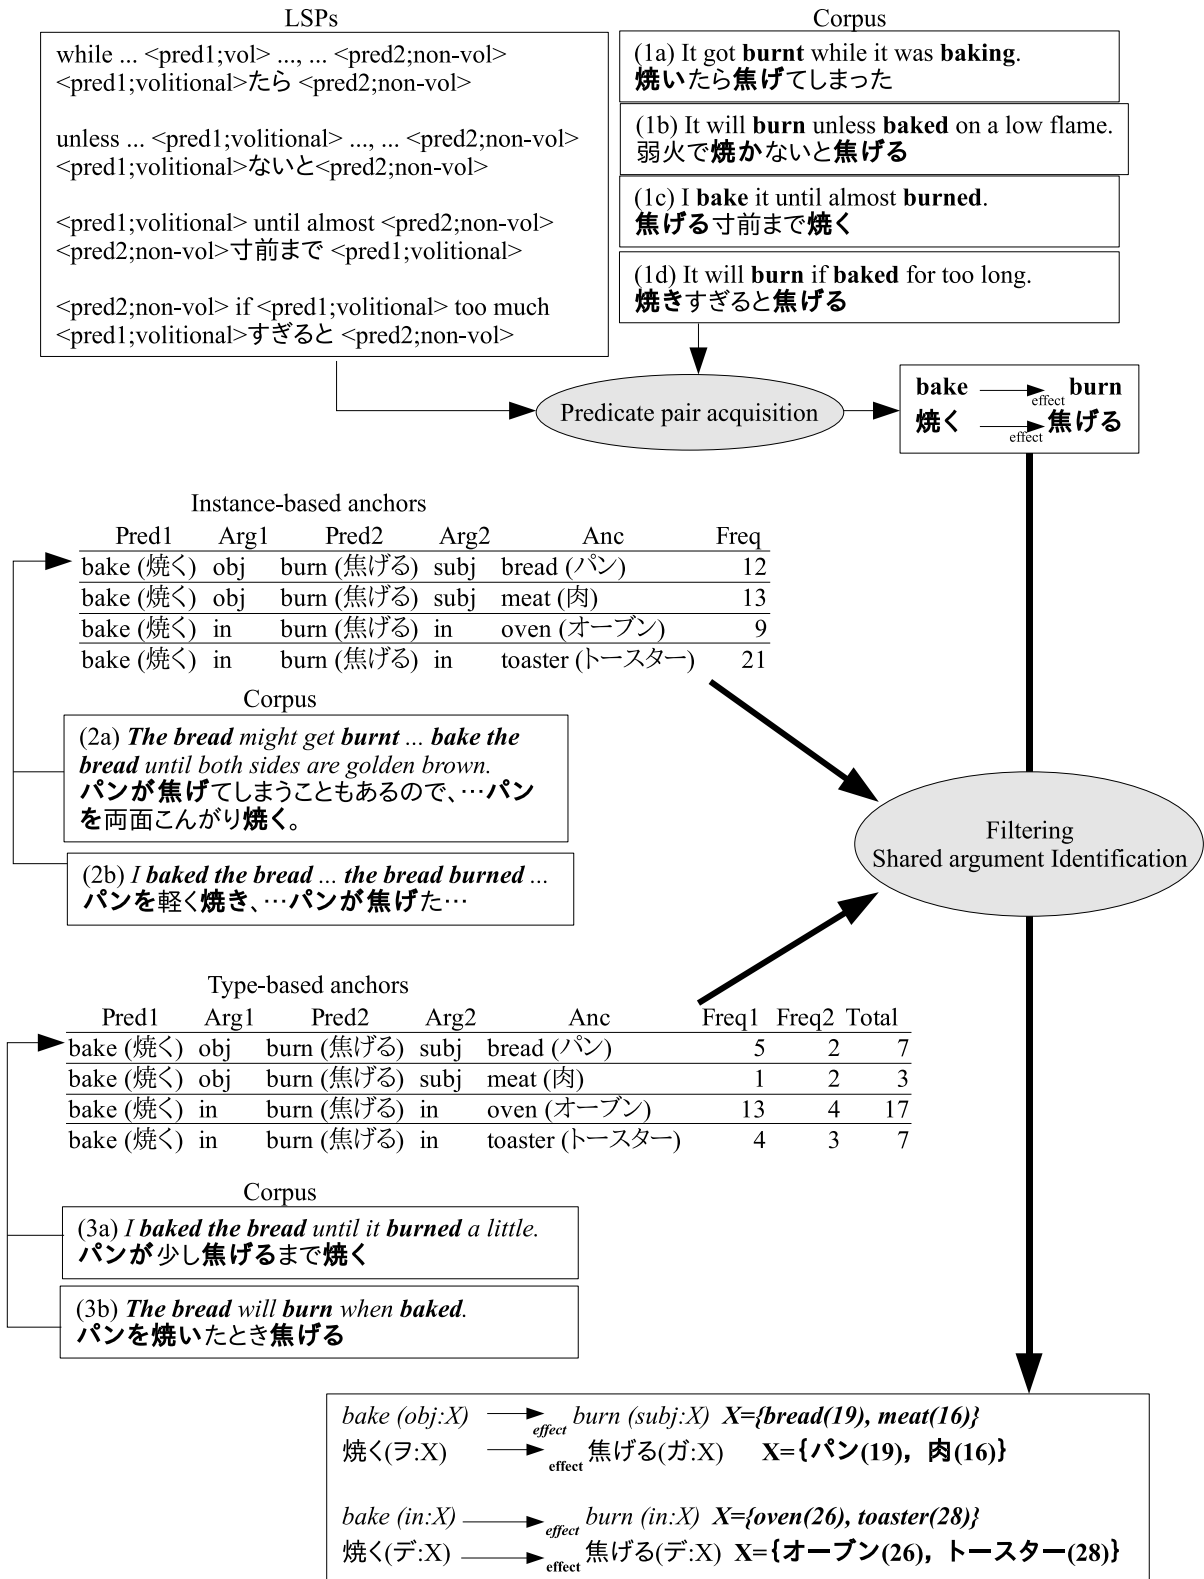 LSPs
while ... <pred1;vol> ..., ... <pred2;non-vol>
<pred1;volitional>たら <pred2;non-vol>
unless ... <pred1;volitional> ..., ... <pred2;non-vol>
<pred1;volitional>ないと<pred2;non-vol>
<pred1;volitional> until almost <pred2;non-vol>
<pred2;non-vol>寸前まで <pred1;volitional>
<pred2;non-vol> if <pred1;volitional> too much
<pred1;volitional>すぎると <pred2;non-vol>
Corpus
(1a) It got burnt while it was baking.
焼いたら焦げてしまった
(1b) It will burn unless baked on a low flame.
弱火で焼かないと焦げる
(1c) I bake it until almost burned.
焦げる寸前まで焼く
(1d) It will burn if baked for too long.
焼きすぎると焦げる
Predicate pair acquisition
bake effect burn
焼く effect 焦げる
Instance-based anchors
Pred1 Arg1 Pred2 Arg2 Anc Freq
bake (焼く) obj burn (焦げる) subj bread (パン) 12
bake (焼く) obj burn (焦げる) subj meat (肉) 13
bake (焼く) in burn (焦げる) in oven (オーブン) 9
bake (焼く) in burn (焦げる) in toaster (トースター) 21
Corpus
(2a) The bread might get burnt ... bake the
bread until both sides are golden brown.
パンが焦げてしまうこともあるので、…パン
を両面こんがり焼く。
(2b) I baked the bread ... the bread burned ...
パンを軽く焼き、…パンが焦げた…
Filtering
Shared argument Identification
Type-based anchors
Pred1 Arg1 Pred2 Arg2 Anc Freq1 Freq2 Total
bake (焼く) obj burn (焦げる) subj bread (パン) 5 2 7
bake (焼く) obj burn (焦げる) subj meat (肉) 1 2 3
bake (焼く) in burn (焦げる) in oven (オーブン) 13 4 17
bake (焼く) in burn (焦げる) in toaster (トースター) 4 3 7
Corpus
(3a) I baked the bread until it burned a little.
パンが少し焦げるまで焼く
(3b) The bread will burn when baked.
パンを焼いたとき焦げる
bake (obj:X) effect burn (subj:X) X={bread(19), meat(16)}
焼く(ヲ:X) effect 焦げる(ガ:X) X={パン(19), 肉(16)}
bake (in:X) effect burn (in:X) X={oven(26), toaster(28)}
焼く(デ:X) effect 焦げる(デ:X) X={オーブン(26), トースター(28)}